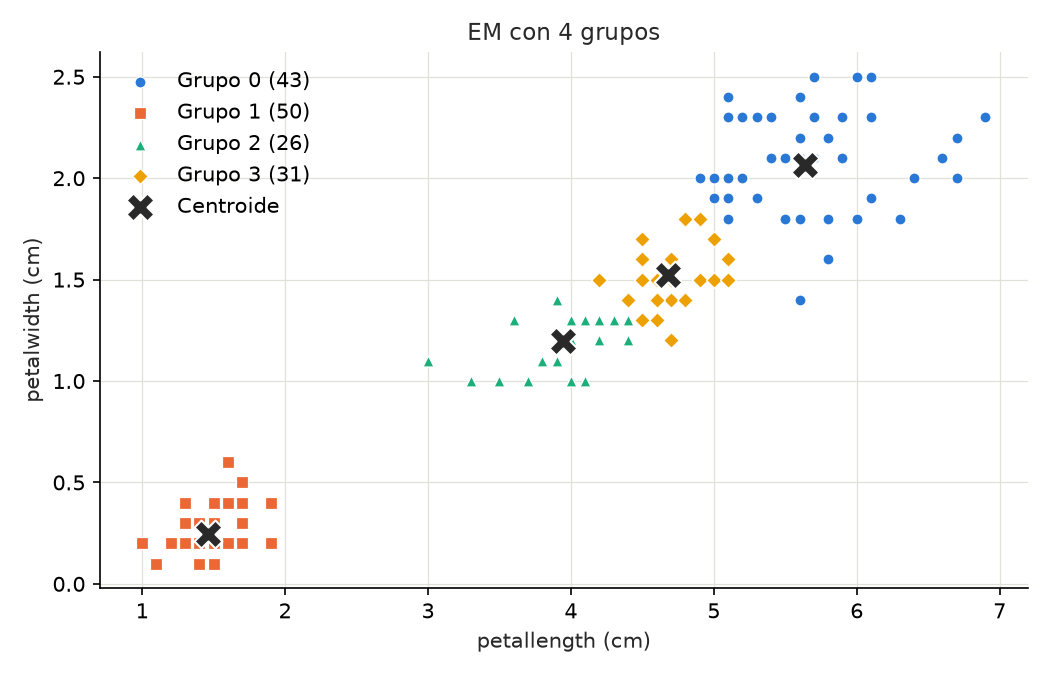 EM con 4 grupos
Grupo 0 (43)
Grupo 1 (50)
Grupo 2 (26)
Grupo 3 (31)
Centroide
petalwidth (cm)
2.5
2.0
1.5
1.0
0.5
0.0
1 2 3 4 5 6 7
petallength (cm)